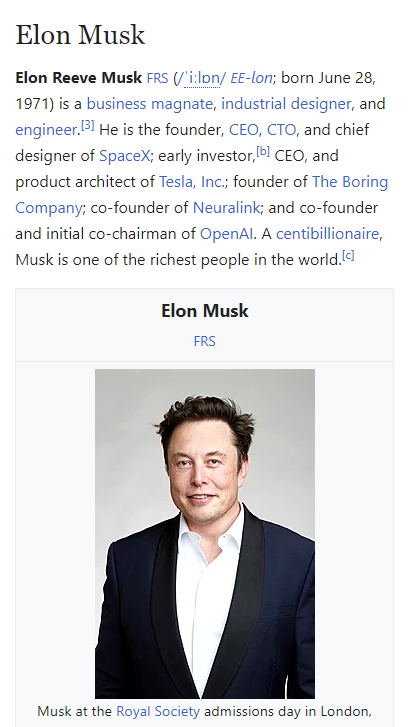 Elon Musk
Elon Reeve Musk FRS (/ˈiːlɒn/ EE-lon; born June 28,
1971) is a business magnate, industrial designer, and
engineer.[3] He is the founder, CEO, CTO, and chief
designer of SpaceX; early investor,[b] CEO, and
product architect of Tesla, Inc.; founder of The Boring
Company; co-founder of Neuralink; and co-founder
and initial co-chairman of OpenAI. A centibillionaire,
Musk is one of the richest people in the world.[c]
Elon Musk
FRS
Musk at the Royal Society admissions day in London,